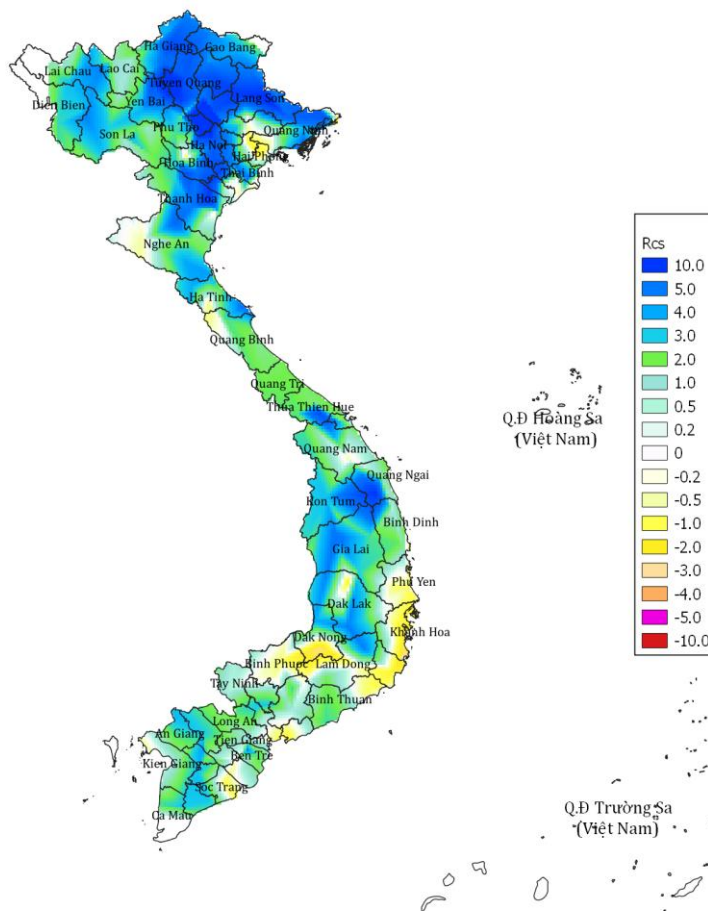 Ha Giang
Cao Bang
Lai Chau
Lao Cai
Tuyen Quang
Lang Son
Dien Bien
Yen Bai
Son La
Phu Tho
Quang Ninh
Ha Noi
Hai Phong
Hoa Binh
Thai Binh
Thanh Hoa
Nghe An
Ha Tinh
Quang Binh
Quang Tri
Thua Thien Hue
Quang Nam
Quang Ngai
Kon Tum
Binh Dinh
Gia Lai
Phu Yen
Dak Lak
Khanh Hoa
Dak Nong
Binh Phuoc
Lam Dong
Tay Ninh
Binh Thuan
Long An
An Giang
Tien Giang
Ben Tre
Kien Giang
Soc Trang
Ca Mau
Rcs
10.0
5.0
4.0
3.0
2.0
1.0
0.5
0.2
0
-0.2
-0.5
-1.0
-2.0
-3.0
-4.0
-5.0
-10.0
Q.Đ Hoàng Sa
(Việt Nam)
Q.Đ Trường Sa
(Việt Nam)